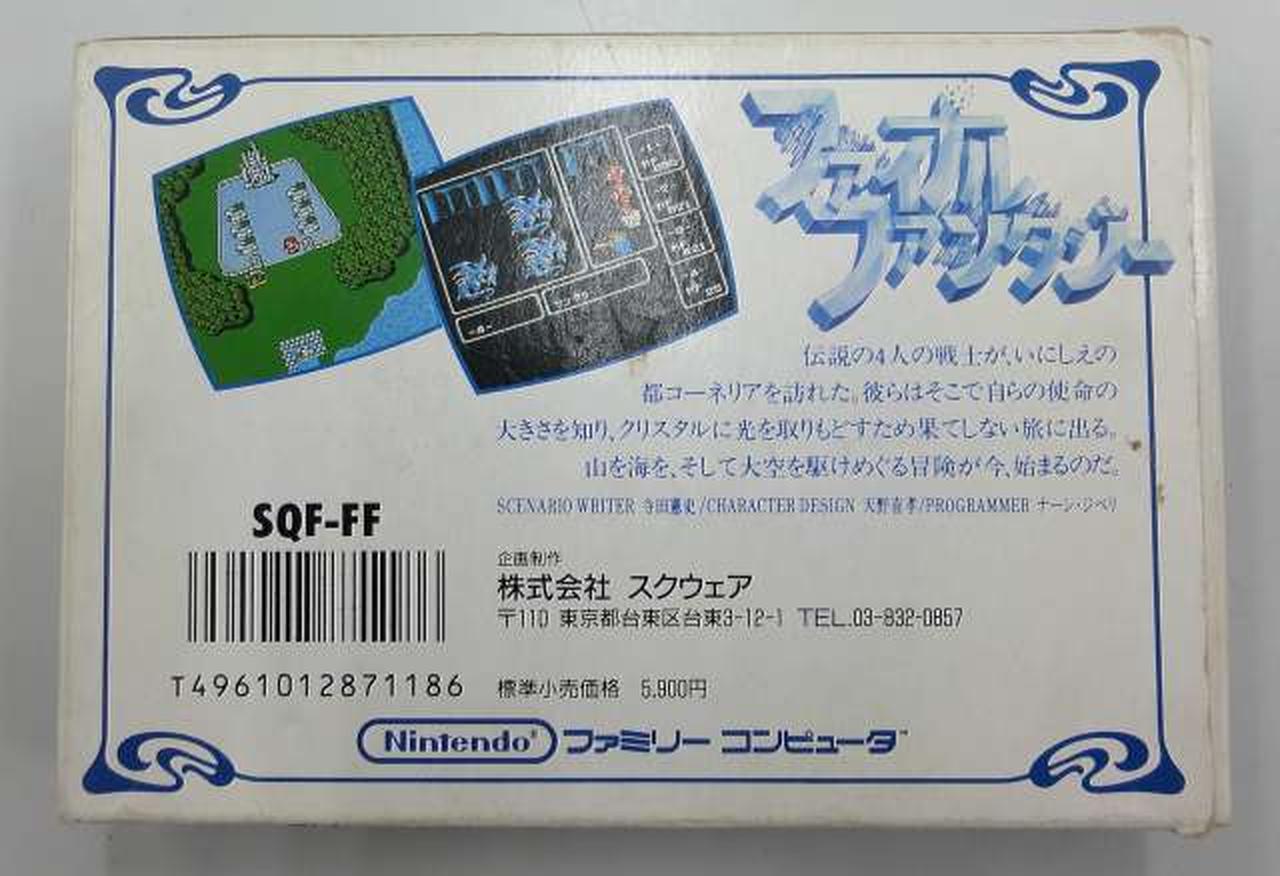 ファイナル
ファンタジー
伝説の4人の戦士が、いにしえの
都コーネリアを訪れた。彼らはそこで自らの使命の
大きさを知り、クリスタルに光を取りもどすため果てしない旅に出る。
山を海を、そして大空を駆けめぐる冒険が今、始まるのだ。
SCENARIO WRITER 寺田憲史/CHARACTER DESIGN 天野喜孝/PROGRAMMER ナーシャ・ジベリ
SQF-FF
企画制作
株式会社 スクウェア
〒110 東京都台東区台東3-12-1 TEL.03-832-0857
T4961012871186
標準小売価格 5,900円
Nintendo® ファミリー コンピュータ™